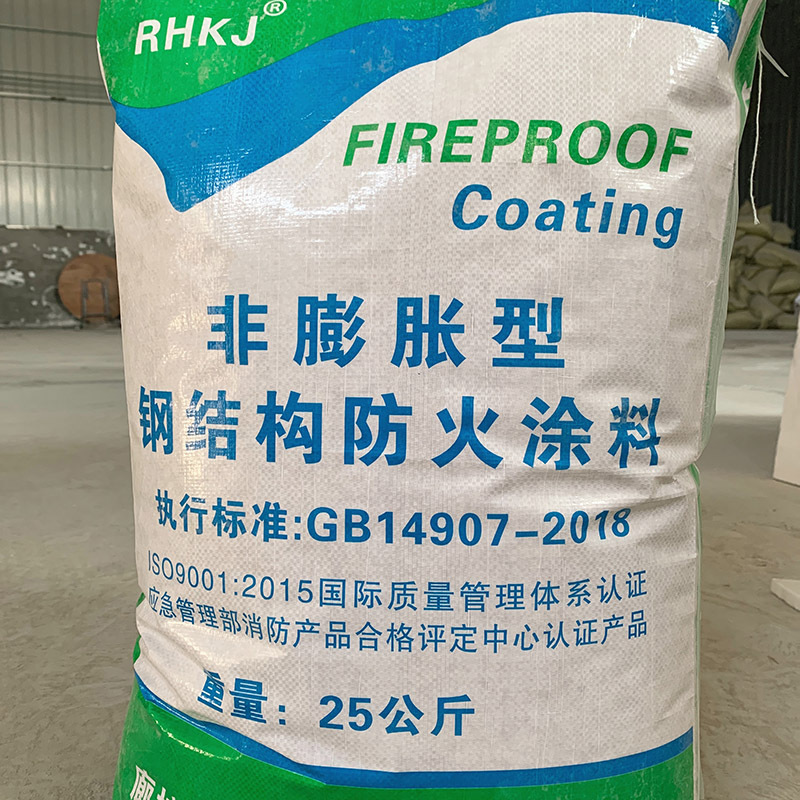 RHKJ®
FIREPROOF
Coating
非膨胀型
钢结构防火涂料
执行标准:GB14907-2018
ISO9001:2015国际质量管理体系认证
应急管理部消防产品合格评定中心认证产品
重量：25公斤
廊坊